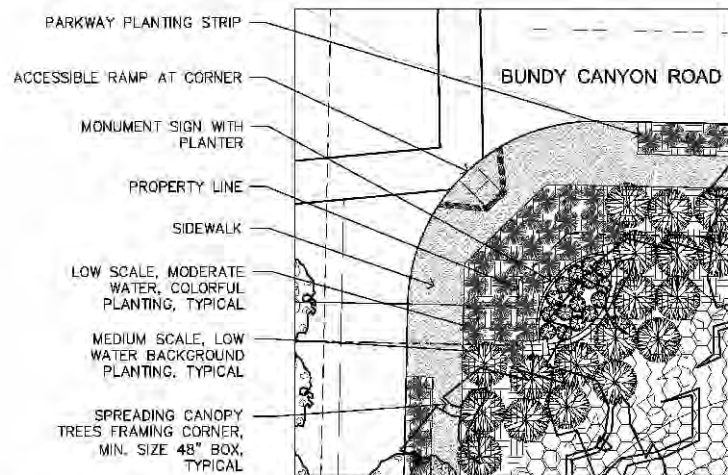 PARKWAY PLANTING STRIP
ACCESSIBLE RAMP AT CORNER
BUNDY CANYON ROAD
MONUMENT SIGN WITH
PLANTER
PROPERTY LINE
SIDEWALK
LOW SCALE, MODERATE
WATER, COLORFUL
PLANTING, TYPICAL
MEDIUM SCALE, LOW
WATER BACKGROUND
PLANTING, TYPICAL
SPREADING CANOPY
TREES FRAMING CORNER,
MIN. SIZE 48" BOX,
TYPICAL